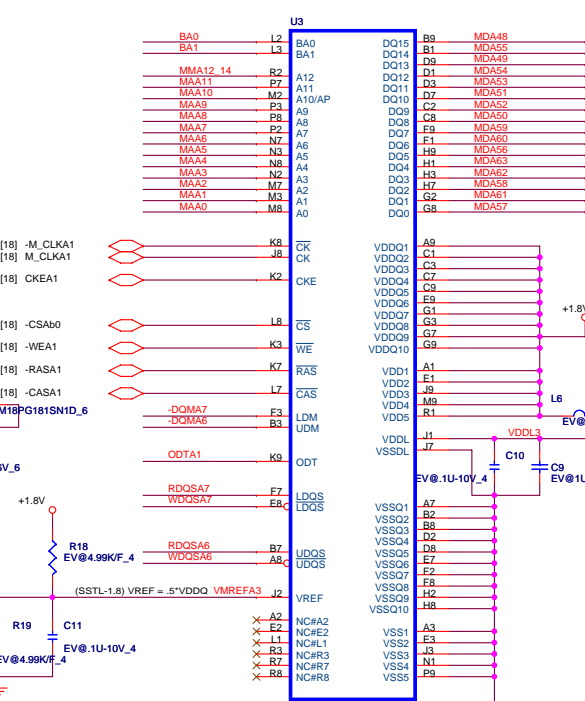 U3
BA0 L2 BA0 DQ15 B9 MDA48
BA1 L3 BA1 DQ14 B1 MDA55
DQ13 D9 MDA49
MMA12_14 R2 A12 DQ12 D1 MDA54
MAA11 P7 A11 DQ11 D3 MDA53
MAA10 M2 A10/AP DQ10 D7 MDA51
MAA9 P3 A9 DQ9 C2 MDA52
MAA8 P8 A8 DQ8 C8 MDA50
MAA7 P2 A7 DQ7 F9 MDA59
MAA6 N7 A6 DQ6 F1 MDA60
MAA5 N3 A5 DQ5 H9 MDA56
MAA4 N8 A4 DQ4 H1 MDA63
MAA3 N2 A3 DQ3 H3 MDA62
MAA2 M7 A2 DQ2 H7 MDA58
MAA1 M3 A1 DQ1 G2 MDA61
MAA0 M8 A0 DQ0 G8 MDA57
[18] -M_CLKA1 K8 CK VDDQ1 A9
[18] M_CLKA1 J8 CK VDDQ2 C1
VDDQ3 C3
[18] CKEA1 K2 CKE VDDQ4 C7
VDDQ5 C9
VDDQ6 E9
VDDQ7 G1
[18] -CSAb0 L8 CS VDDQ8 G3
VDDQ9 G7
[18] -WEA1 K3 WE VDDQ10 G9
+1.8V
[18] -RASA1 K7 RAS VDD1 A1
VDD2 E1
[18] -CASA1 L7 CAS VDD3 J9
VDD4 M9
M18PG181SN1D_6 VDD5 R1
L6
EV@
-DQMA7 F3 LDM
-DQMA6 B3 UDM
VDDL J1 VDDL3
VSSDL J7
ODTA1 K9 ODT
C10
EV@.1U-10V_4
C9
EV@1U
V_6
RDQSA7 F7 LDQS VSSQ1 A7
WDQSA7 E8 LDQS VSSQ2 B2
VSSQ3 B8
VSSQ4 D2
RDQSA6 B7 UDQS VSSQ5 D8
WDQSA6 A8 UDQS VSSQ6 E7
VSSQ7 F2
VSSQ8 F8
VSSQ9 H2
VSSQ10 H8
+1.8V
R18
EV@4.99K/F_4
(SSTL-1.8) VREF = .5*VDDQ VMREFA3 J2 VREF
R19
EV@4.99K/F_4
C11
EV@.1U-10V_4
A2 NC#A2 VSS1 A3
E2 NC#E2 VSS2 E3
L1 NC#L1 VSS3 J3
R3 NC#R3 VSS4 N1
R7 NC#R7 VSS5 P9
R8 NC#R8